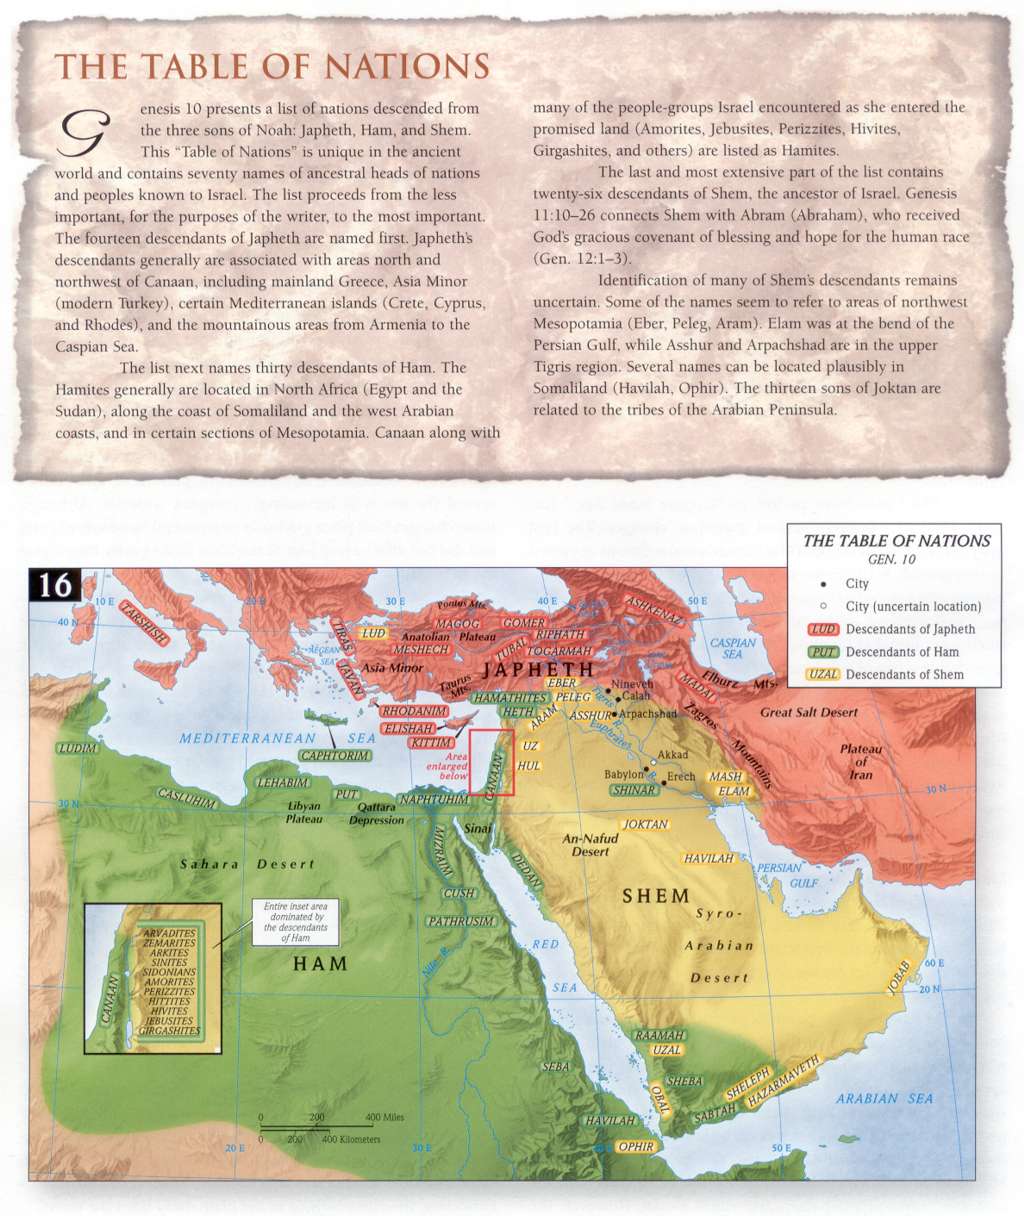 THE TABLE OF NATIONS
Genesis 10 presents a list of nations descended from
the three sons of Noah: Japheth, Ham, and Shem.
This “Table of Nations” is unique in the ancient
world and contains seventy names of ancestral heads of nations
and peoples known to Israel. The list proceeds from the less
important, for the purposes of the writer, to the most important.
The fourteen descendants of Japheth are named first. Japheth’s
descendants generally are associated with areas north and
northwest of Canaan, including mainland Greece, Asia Minor
(modern Turkey), certain Mediterranean islands (Crete, Cyprus,
and Rhodes), and the mountainous areas from Armenia to the
Caspian Sea.
The list next names thirty descendants of Ham. The
Hamites generally are located in North Africa (Egypt and the
Sudan), along the coast of Somaliland and the west Arabian
coasts, and in certain sections of Mesopotamia. Canaan along with
many of the people-groups Israel encountered as she entered the
promised land (Amorites, Jebusites, Perizzites, Hivites,
Girgashites, and others) are listed as Hamites.
The last and most extensive part of the list contains
twenty-six descendants of Shem, the ancestor of Israel. Genesis
11:10–26 connects Shem with Abram (Abraham), who received
God’s gracious covenant of blessing and hope for the human race
(Gen. 12:1–3).
Identification of many of Shem’s descendants remains
uncertain. Some of the names seem to refer to areas of northwest
Mesopotamia (Eber, Peleg, Aram). Elam was at the bend of the
Persian Gulf, while Asshur and Arpachshad are in the upper
Tigris region. Several names can be located plausibly in
Somaliland (Havilah, Ophir). The thirteen sons of Joktan are
related to the tribes of the Arabian Peninsula.
THE TABLE OF NATIONS
GEN. 10
City
City (uncertain location)
LUD Descendants of Japheth
PUT Descendants of Ham
UZAL Descendants of Shem
16
10 E
20 E
30 E
40 E
50 E
40 N
40 N
TARSHISH
TIRAS
LUD
Pontus Mts.
MAGOG
GOMER
ASHKENAZ
Anatolian Plateau
RIPHATH
MESHECH
TUBAL
TOGARMAH
AEGEAN
SEA
CASPIAN
SEA
JAVAN
Asia Minor
JAPHETH
Taurus
Mts.
MADAI
Elburz Mts.
EBER
Nineveh
Calah
HAMATHITES
PELEG
Tigris R.
RHODANIM
HETH
ARAM
ASSHUR
Arpachshad
Zagros
Mountains
Great Salt Desert
ELISHAH
KITTIM
Euphrates R.
MEDITERRANEAN SEA
CAPHTORIM
Area
enlarged
below
UZ
HUL
Akkad
Babylon
Erech
SHINAR
MASH
ELAM
Plateau
of
Iran
LUDIM
CASLUHIM
LEHABIM
PUT
NAPHTUHIM
CANAAN
30 N
30 N
Libyan
Plateau
Qattara
Depression
Sinai
An-Nafud
Desert
JOKTAN
HAVILAH
PERSIAN
GULF
Sahara Desert
MIZRAIM
DEDAN
CUSH
PATHRUSIM
SHEM
Syro-
Arabian
Desert
Entire inset area
dominated by
the descendants
of Ham
HAM
Nile R.
RED
SEA
60 E
JOBAB
20 N
CANAAN
ARVADITES
ZEMARITES
ARKITES
SINITES
SIDONIANS
AMORITES
PERIZZITES
HITTITES
HIVITES
JEBUSITES
GIRGASHITES
RAAMAH
UZAL
SEBA
SHEBA
OBAL
SHELEPH
HAZARMAVETH
SABTAH
HAVILAH
OPHIR
ARABIAN SEA
0 200 400 Miles
0 200 400 Kilometers
20 E
30 E
50 E